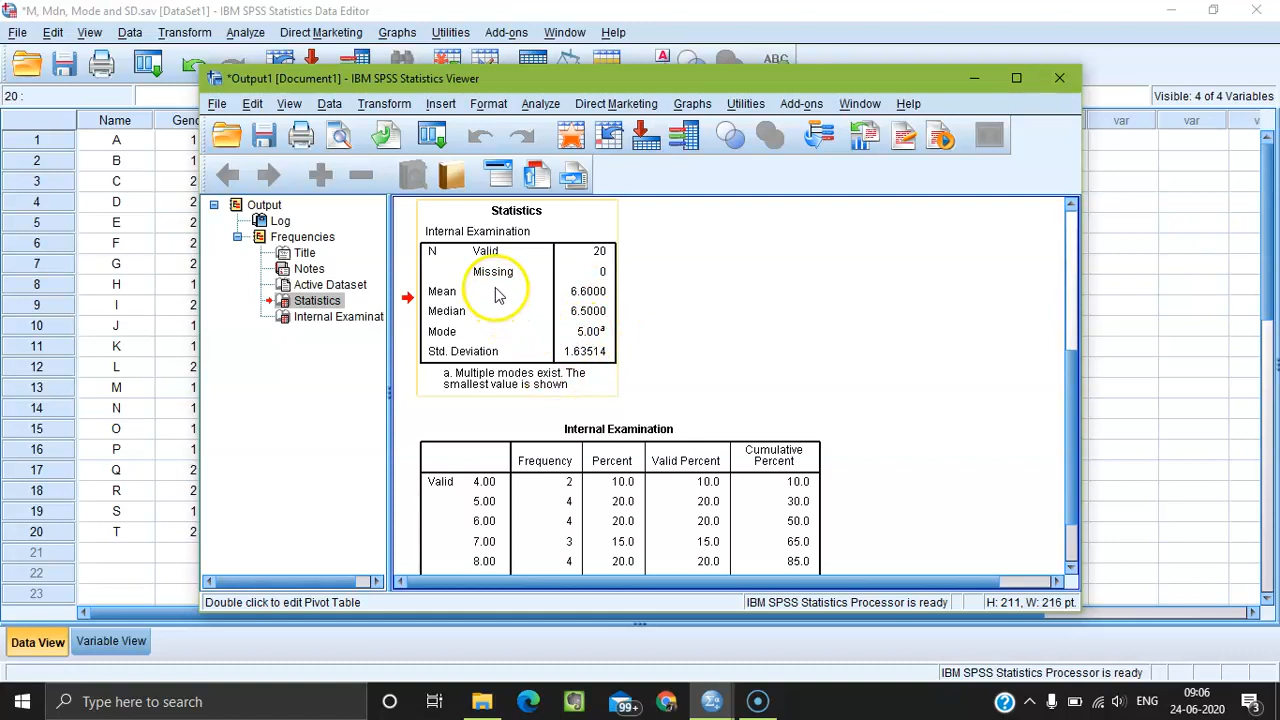 *M, Mdn, Mode and SD.sav [DataSet1] - IBM SPSS Statistics Data Editor
File Edit View Data Transform Analyze Direct Marketing Graphs Utilities Add-ons Window Help
A ABC
*Output1 [Document1] - IBM SPSS Statistics Viewer
20 : Visible: 4 of 4 Variables
File Edit View Data Transform Insert Format Analyze Direct Marketing Graphs Utilities Add-ons Window Help
Name Gend var var v
1 A 1
2 B 1
3 C 2
4 D 2
5 E 2
6 F 2
7 G 2
8 H 1
9 I 1
10 J 1
11 K 1
12 L 2
13 M 1
14 N 1
15 O 1
16 P 1
17 Q 2
18 R 2
19 S 1
20 T 2
21
22
23
Output
Log
Frequencies
Title
Notes
Active Dataset
Statistics
Internal Examinat
Statistics
Internal Examination
N Valid 20
Missing 0
Mean 6.6000
Median 6.5000
Mode 5.00ª
Std. Deviation 1.63514
a. Multiple modes exist. The
smallest value is shown
Internal Examination
Frequency Percent Valid Percent Cumulative Percent
Valid 4.00 2 10.0 10.0 10.0
5.00 4 20.0 20.0 30.0
6.00 4 20.0 20.0 50.0
7.00 3 15.0 15.0 65.0
8.00 4 20.0 20.0 85.0
Double click to edit Pivot Table IBM SPSS Statistics Processor is ready H: 211, W: 216 pt.
Data View Variable View
IBM SPSS Statistics Processor is ready
Type here to search 99+ ENG 09:06
24-06-2020 3